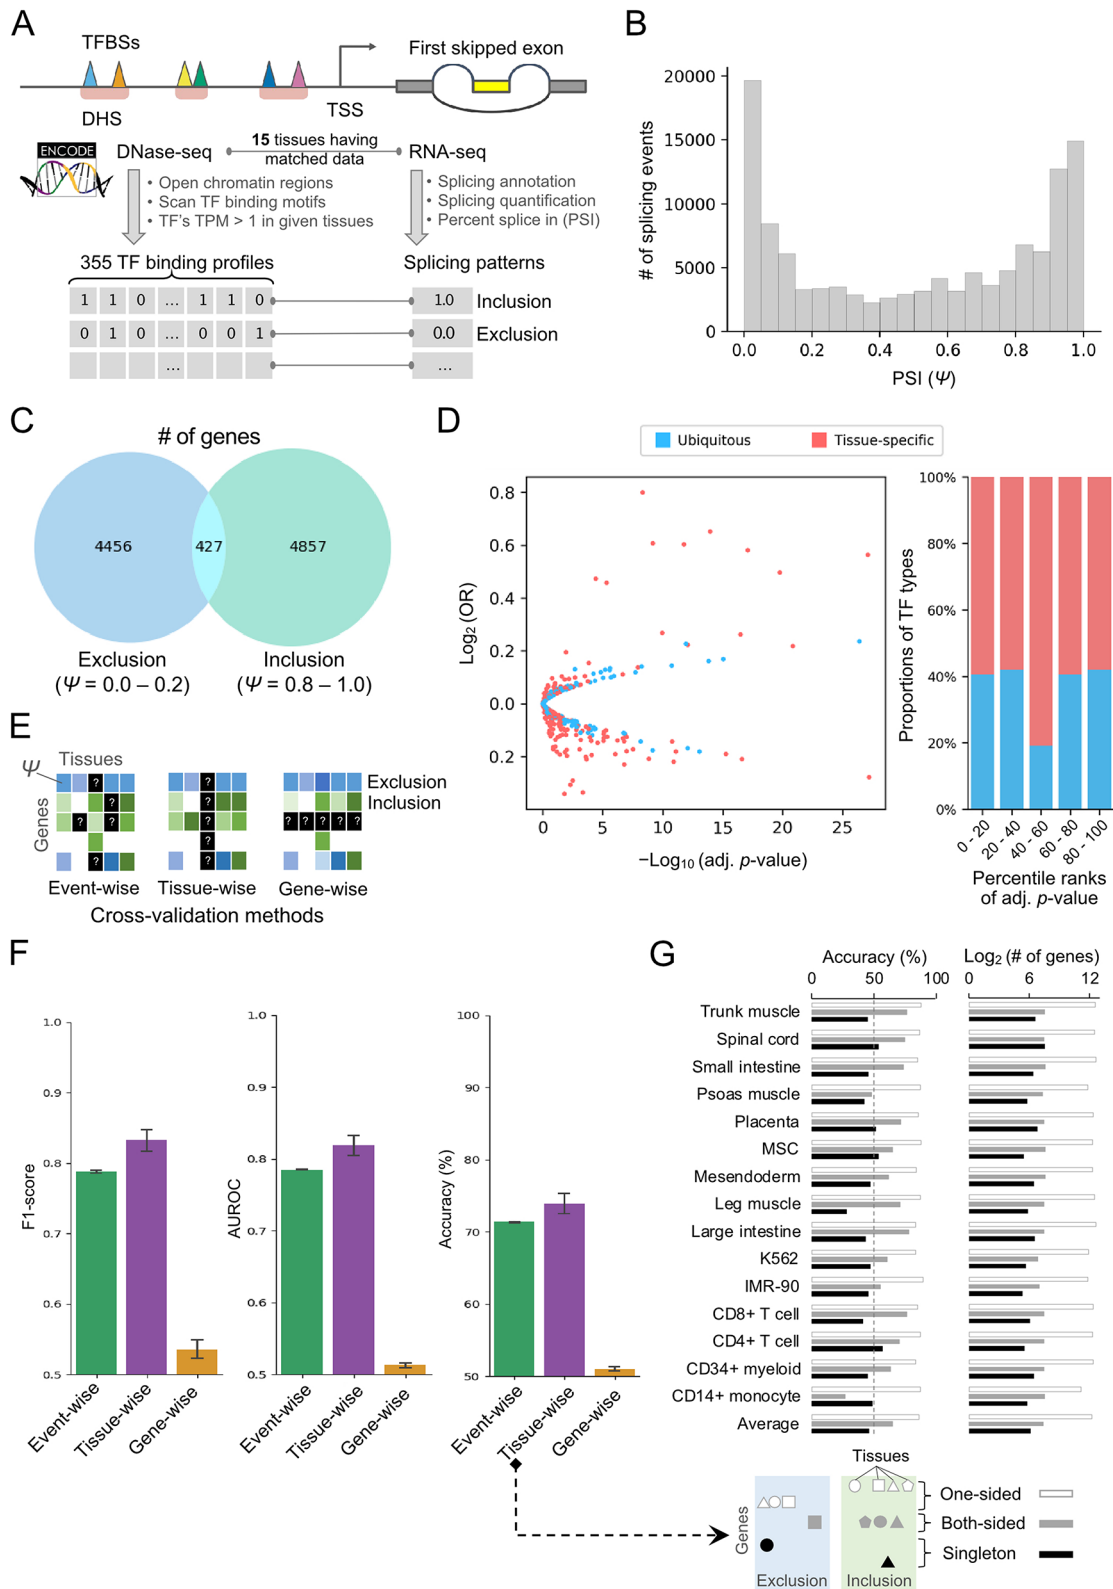 A
TFBSs
First skipped exon
DHS
TSS
ENCODE
DNase-seq
15 tissues having
matched data
RNA-seq
• Open chromatin regions
• Scan TF binding motifs
• TF's TPM > 1 in given tissues
• Splicing annotation
• Splicing quantification
• Percent splice in (PSI)
355 TF binding profiles
Splicing patterns
1 1 0 ... 1 1 0
1.0
Inclusion
0 1 0 ... 0 0 1
0.0
Exclusion
...
...
B
# of splicing events
20000
15000
10000
5000
0
0.0 0.2 0.4 0.6 0.8 1.0
PSI (Ψ)
C
# of genes
4456
427
4857
Exclusion
(Ψ = 0.0 – 0.2)
Inclusion
(Ψ = 0.8 – 1.0)
D
Ubiquitous
Tissue-specific
Log2 (OR)
0.8
0.6
0.4
0.2
0.0
0.2
0 5 10 15 20 25
−Log10 (adj. p-value)
Proportions of TF types
100%
80%
60%
40%
20%
0%
0 - 20
20 - 40
40 - 60
60 - 80
80 - 100
Percentile ranks
of adj. p-value
E
Tissues
Ψ
Genes
?
? ?
? ? ? ? ?
? ? ?
? ?
?
? ?
Exclusion
Inclusion
Event-wise
Tissue-wise
Gene-wise
Cross-validation methods
F
F1-score
1.0
0.9
0.8
0.7
0.6
0.5
Event-wise
Tissue-wise
Gene-wise
AUROC
1.0
0.9
0.8
0.7
0.6
0.5
Event-wise
Tissue-wise
Gene-wise
Accuracy (%)
100
90
80
70
60
50
Event-wise
Tissue-wise
Gene-wise
G
Accuracy (%)
0 50 100
Log2 (# of genes)
0 6 12
Trunk muscle
Spinal cord
Small intestine
Psoas muscle
Placenta
MSC
Mesendoderm
Leg muscle
Large intestine
K562
IMR-90
CD8+ T cell
CD4+ T cell
CD34+ myeloid
CD14+ monocyte
Average
Tissues
Genes
One-sided
Both-sided
Singleton
Exclusion
Inclusion